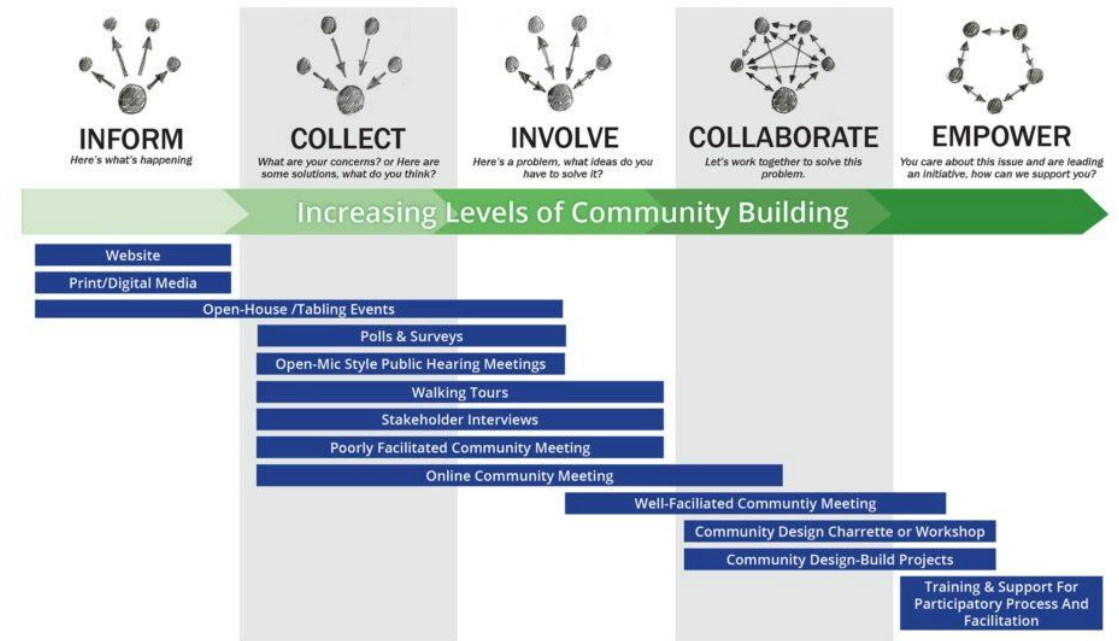 INFORM
Here's what's happening
COLLECT
What are your concerns? or Here are
some solutions, what do you think?
INVOLVE
Here's a problem, what ideas do you
have to solve it?
COLLABORATE
Let's work together to solve this
problem.
EMPOWER
You care about this issue and are leading
an initiative, how can we support you?
Increasing Levels of Community Building
Website
Print/Digital Media
Open-House /Tabling Events
Polls & Surveys
Open-Mic Style Public Hearing Meetings
Walking Tours
Stakeholder Interviews
Poorly Facilitated Community Meeting
Online Community Meeting
Well-Faciliated Communtiy Meeting
Community Design Charrette or Workshop
Community Design-Build Projects
Training & Support For
Participatory Process And
Facilitation